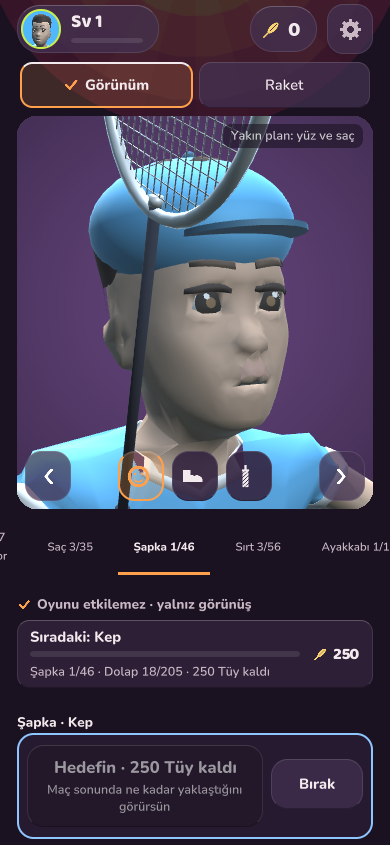 Sv 1
0
Görünüm
Raket
Yakın plan: yüz ve saç
7
or
Saç 3/35
Şapka 1/46
Sırt 3/56
Ayakkabı 1/1
Oyunu etkilemez · yalnız görünüş
Sıradaki: Kep
250
Şapka 1/46 · Dolap 18/205 · 250 Tüy kaldı
Şapka · Kep
Hedefin · 250 Tüy kaldı
Maç sonunda ne kadar yaklaştığını
görürsün
Bırak